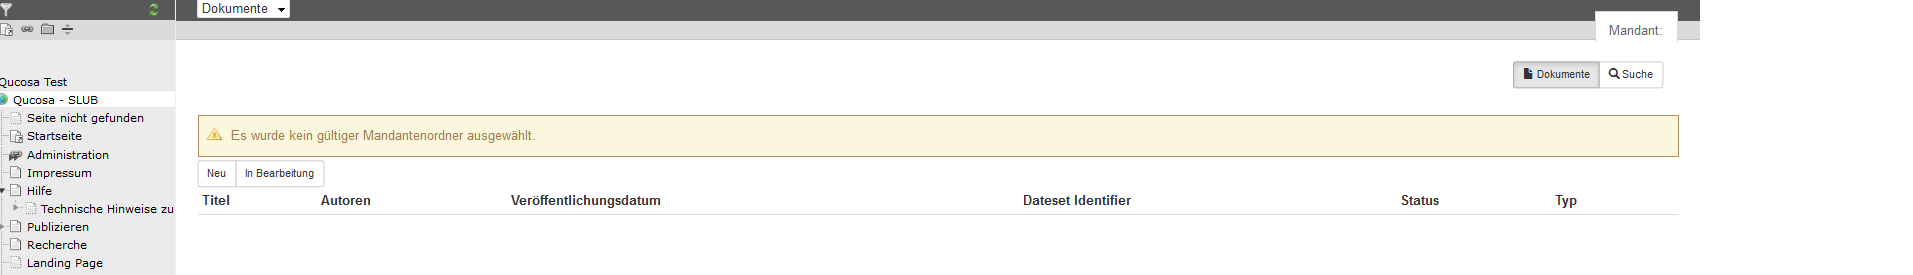 Dokumente
Mandant:
Dokumente Suche
Qucosa Test
Qucosa - SLUB
Seite nicht gefunden
Startseite
Administration
Impressum
Hilfe
Technische Hinweise zu
Publizieren
Recherche
Landing Page
Es wurde kein gültiger Mandantenordner ausgewählt.
Neu In Bearbeitung
Titel Autoren Veröffentlichungsdatum Dateset Identifier Status Typ